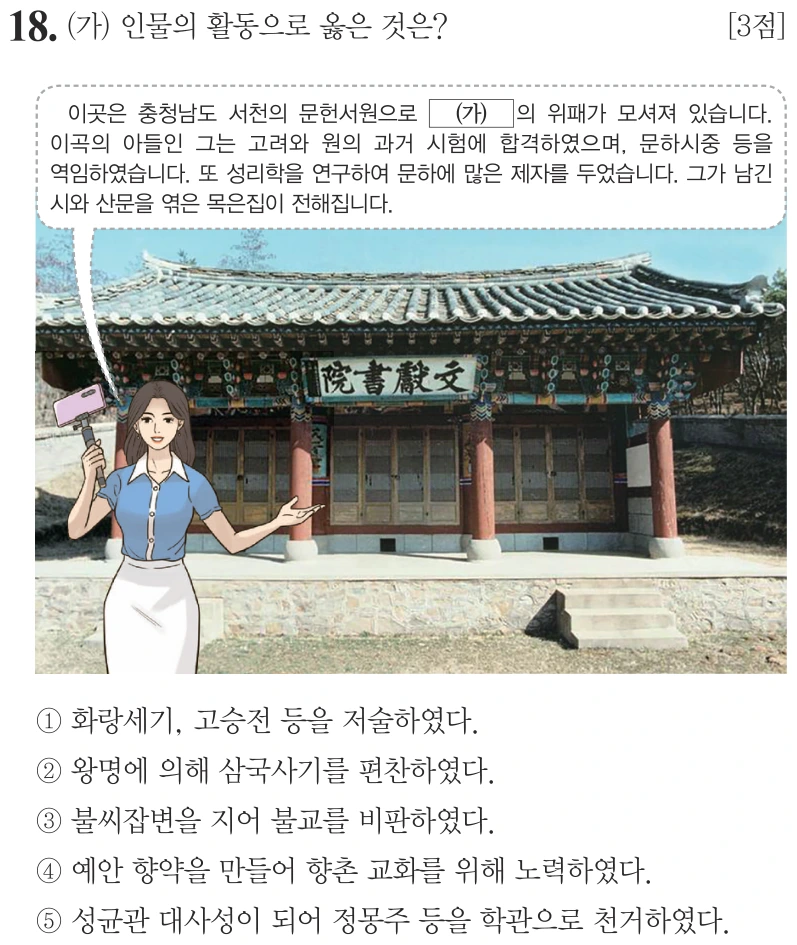 18. (가) 인물의 활동으로 옳은 것은? [3점]
이곳은 충청남도 서천의 문헌서원으로 (가) 의 위패가 모셔져 있습니다.
이곡의 아들인 그는 고려와 원의 과거 시험에 합격하였으며, 문하시중 등을
역임하였습니다. 또 성리학을 연구하여 문하에 많은 제자를 두었습니다. 그가 남긴
시와 산문을 엮은 목은집이 전해집니다.
院書獻文
① 화랑세기, 고승전 등을 저술하였다.
② 왕명에 의해 삼국사기를 편찬하였다.
③ 불씨잡변을 지어 불교를 비판하였다.
④ 예안 향약을 만들어 향촌 교화를 위해 노력하였다.
⑤ 성균관 대사성이 되어 정몽주 등을 학관으로 천거하였다.